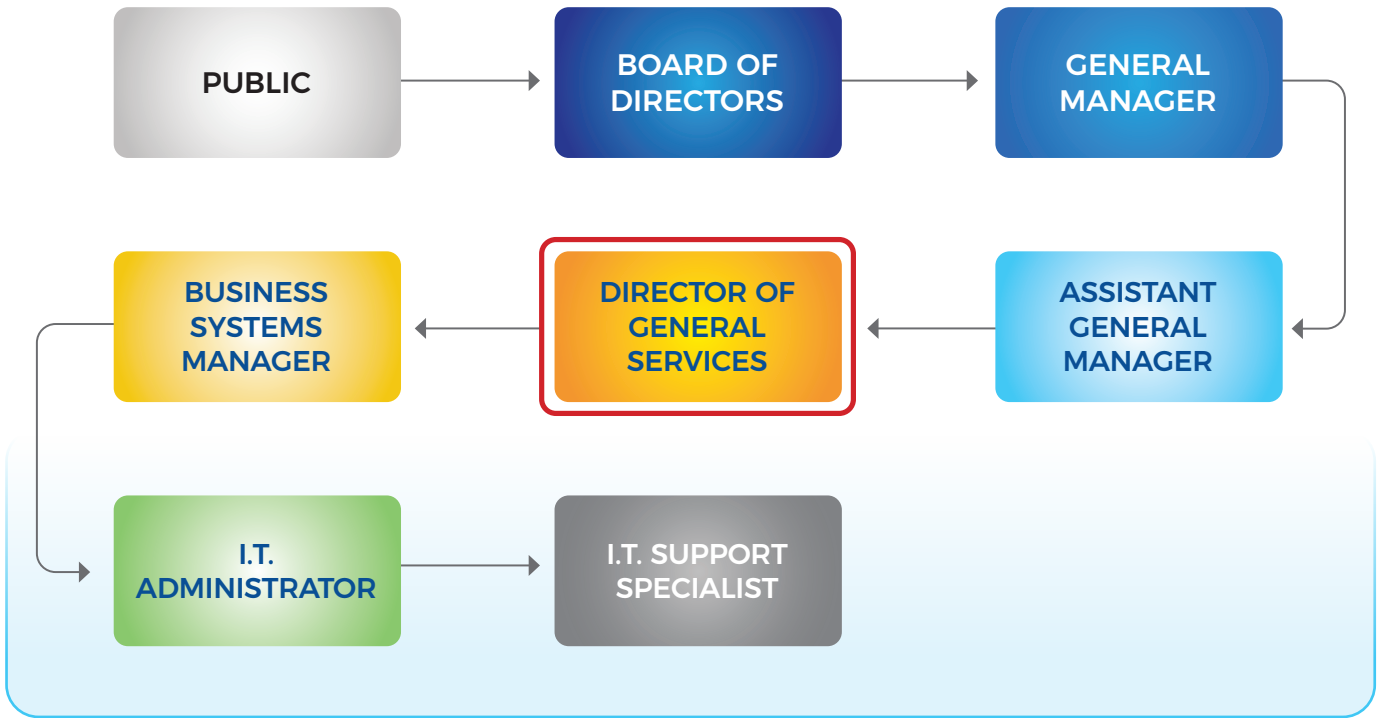 PUBLIC
BOARD OF
DIRECTORS
GENERAL
MANAGER
BUSINESS
SYSTEMS
MANAGER
DIRECTOR OF
GENERAL
SERVICES
ASSISTANT
GENERAL
MANAGER
I.T.
ADMINISTRATOR
I.T. SUPPORT
SPECIALIST